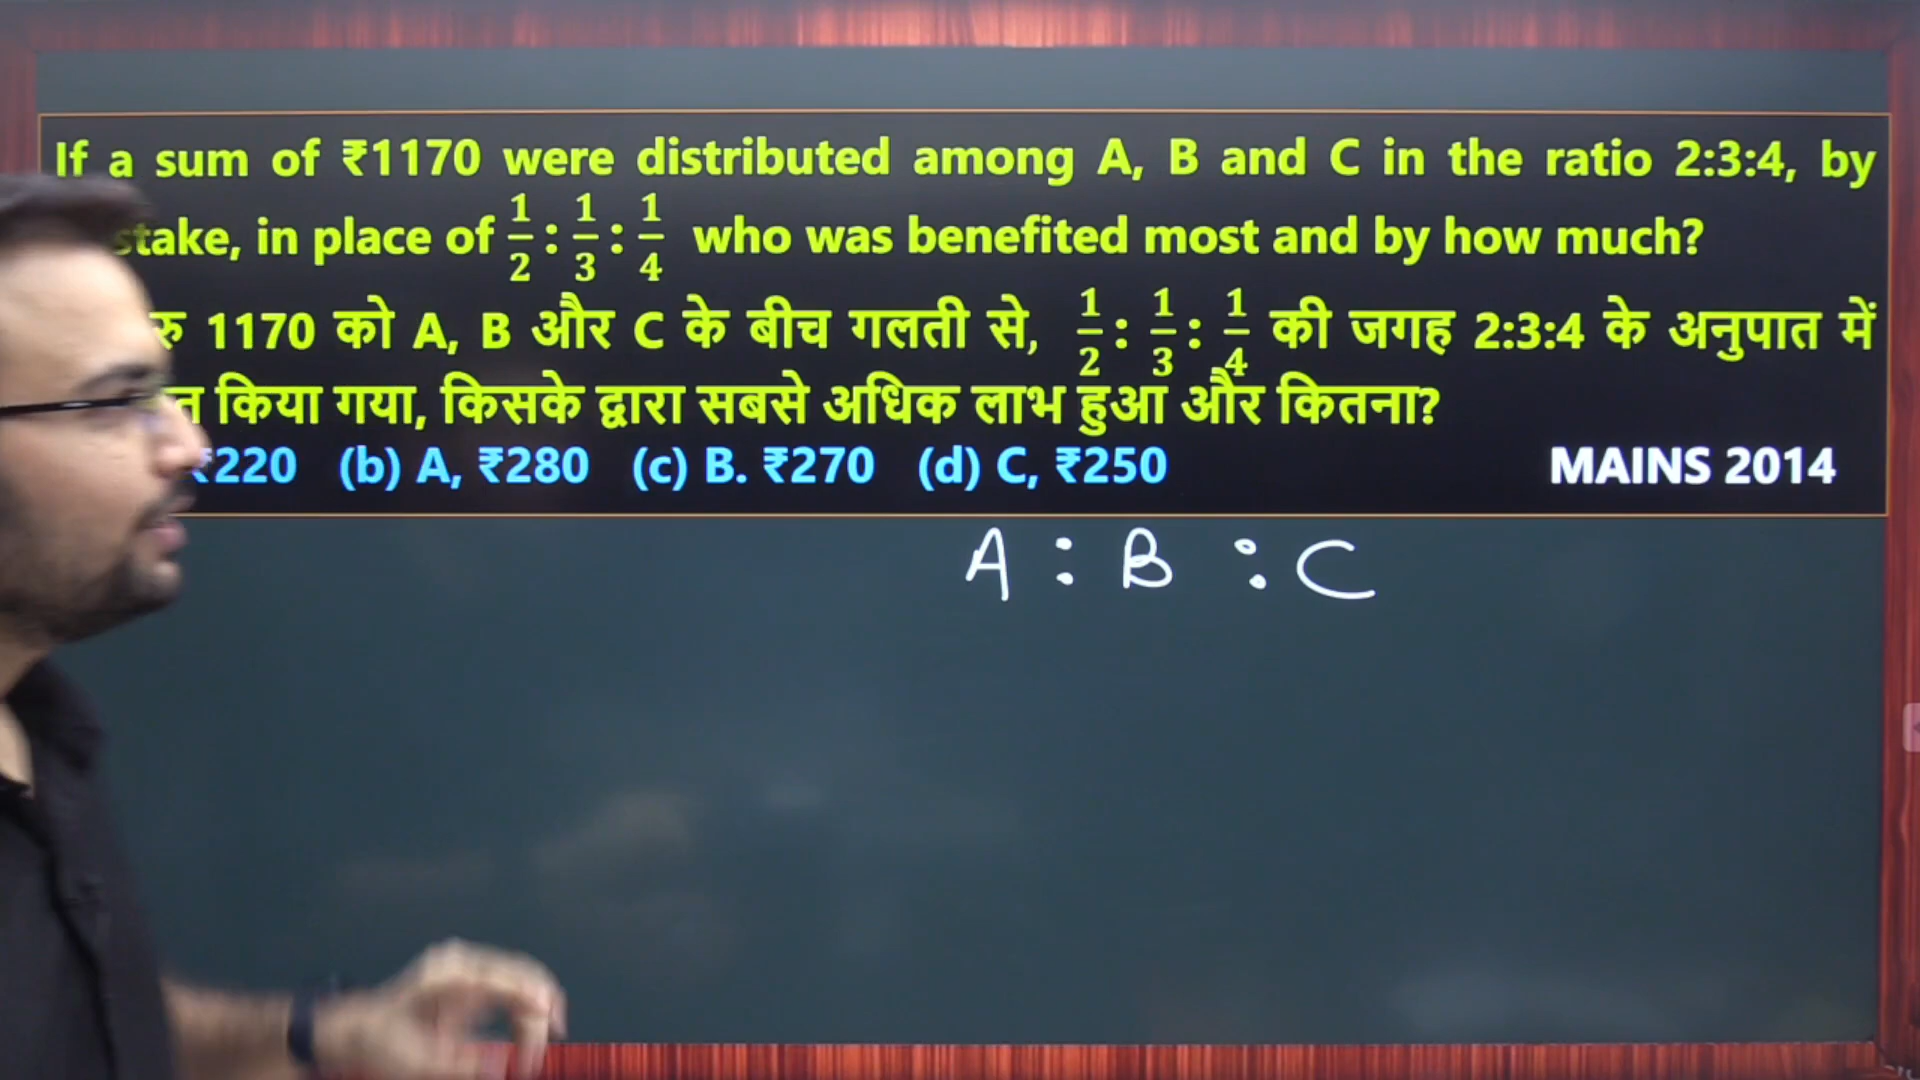 If a sum of ₹1170 were distributed among A, B and C in the ratio 2:3:4, by
in place of 1/2 : 1/3 : 1/4 who was benefited most and by how much?
रु 1170 को A, B और C के बीच गलती से, 1/2 : 1/3 : 1/4 की जगह 2:3:4 के अनुपात में
किया गया, किसके द्वारा सबसे अधिक लाभ हुआ और कितना?
₹220 (b) A, ₹280 (c) B. ₹270 (d) C, ₹250 MAINS 2014
A : B : C